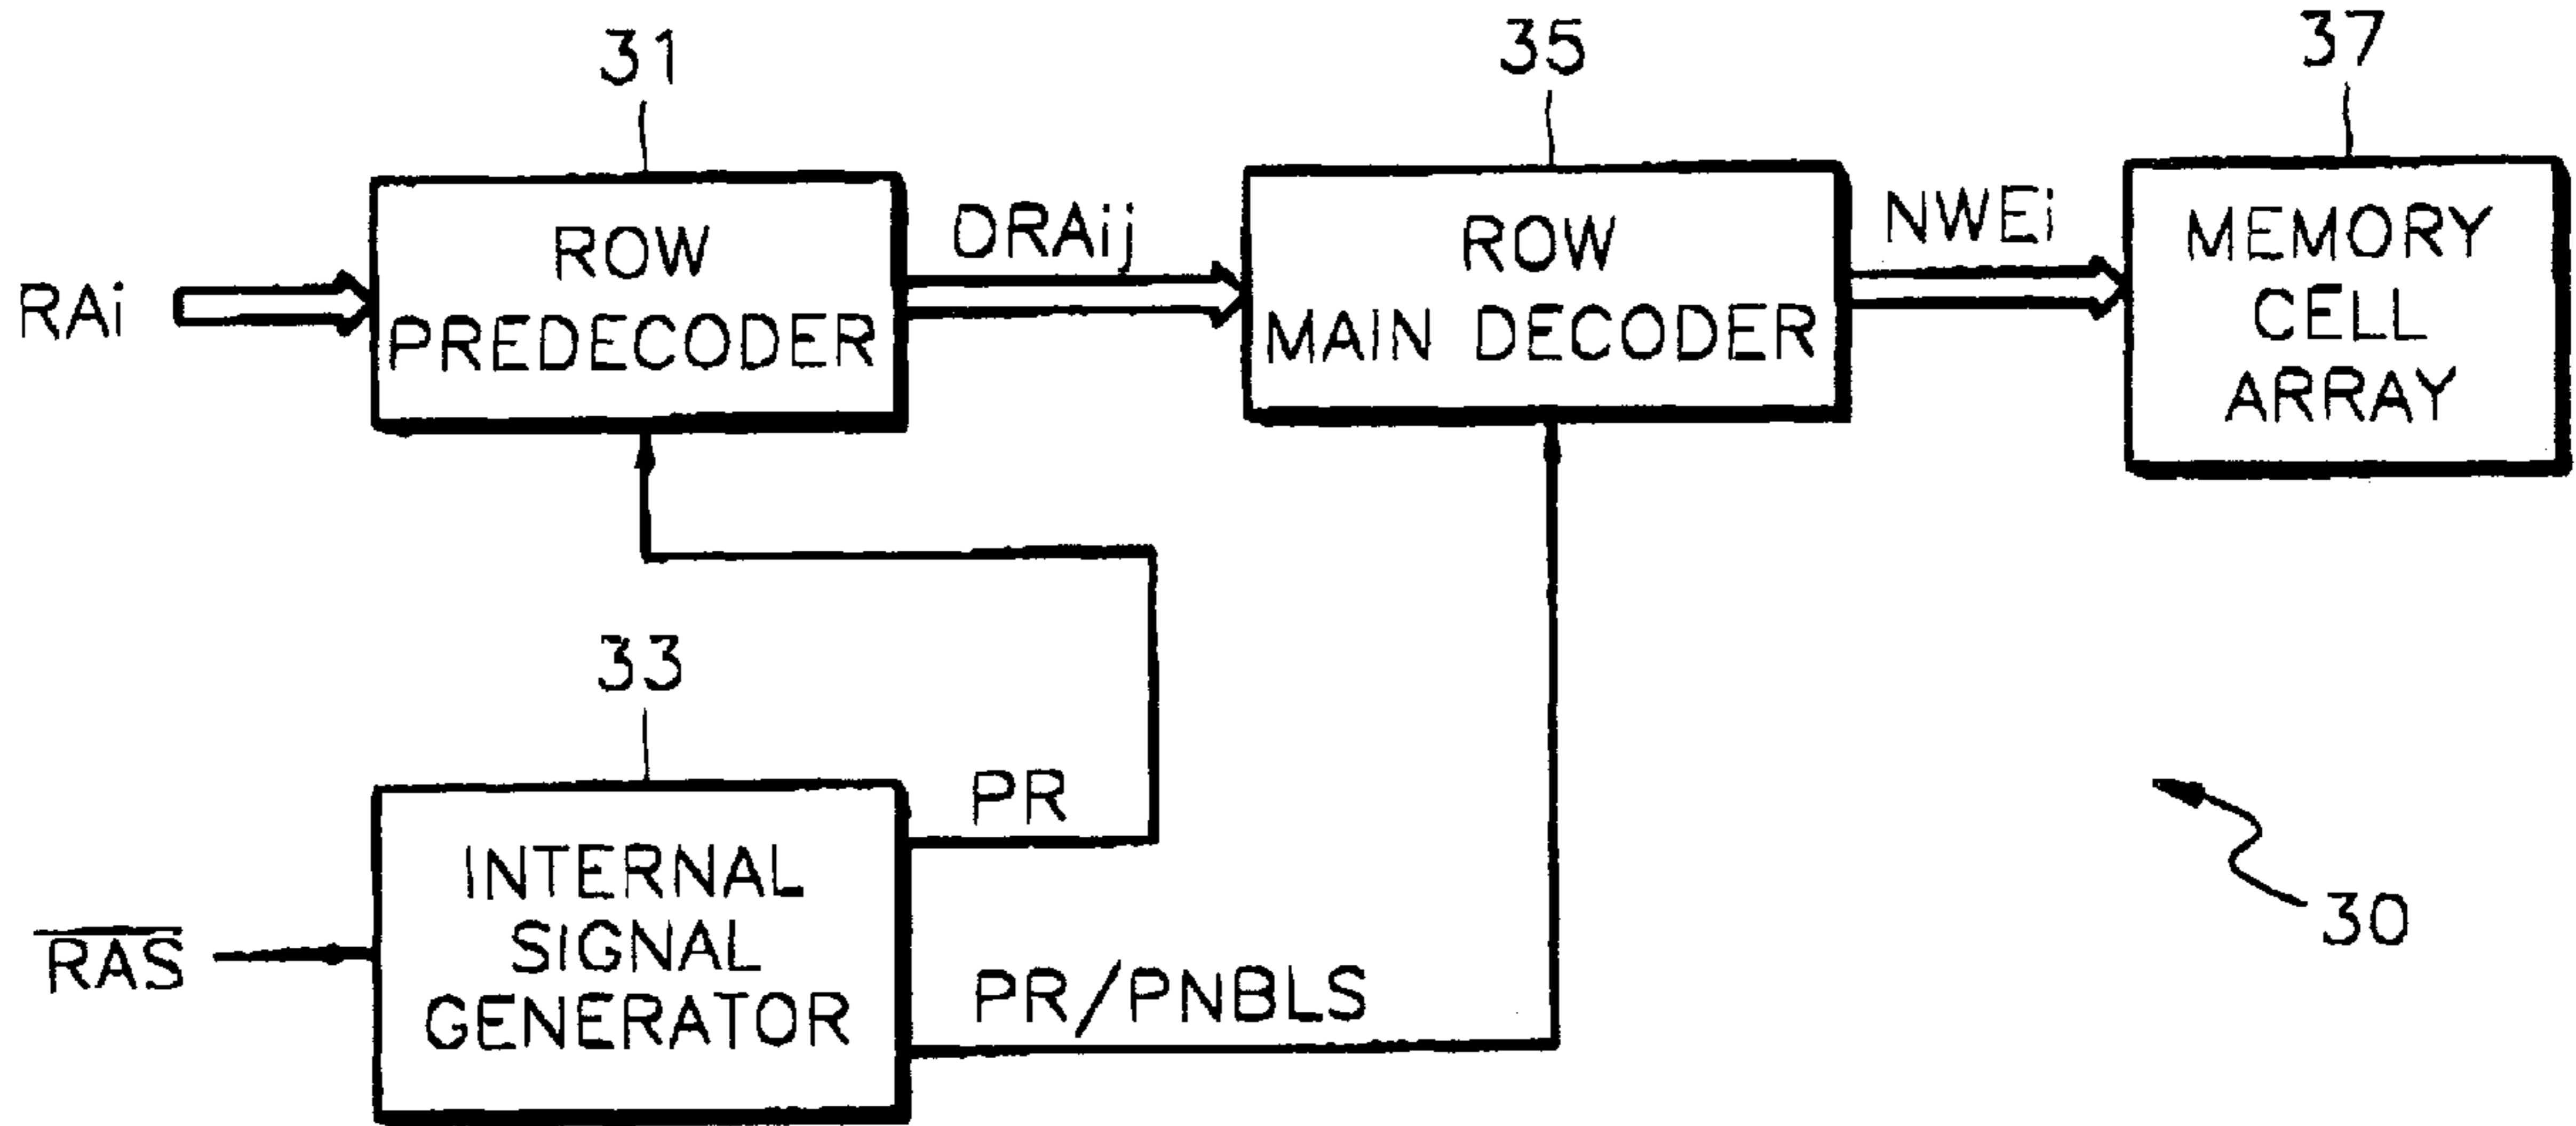 31
35
37
RAi
ROW
PREDECODER
DRAij
ROW
MAIN DECODER
NWEi
MEMORY
CELL
ARRAY
33
PR
INTERNAL
SIGNAL
GENERATOR
R̅A̅S̅
PR/PNBLS
30